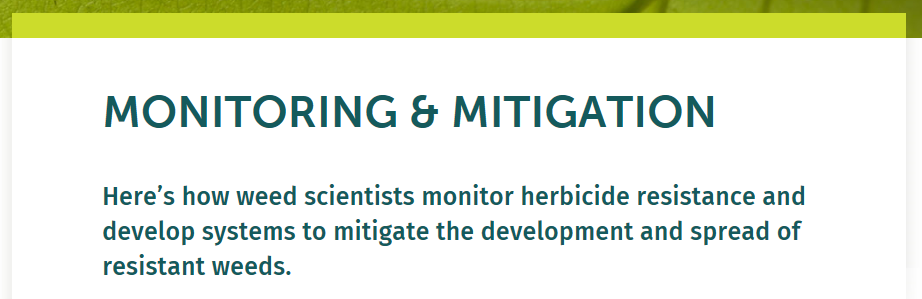 MONITORING & MITIGATION
Here’s how weed scientists monitor herbicide resistance and
develop systems to mitigate the development and spread of
resistant weeds.